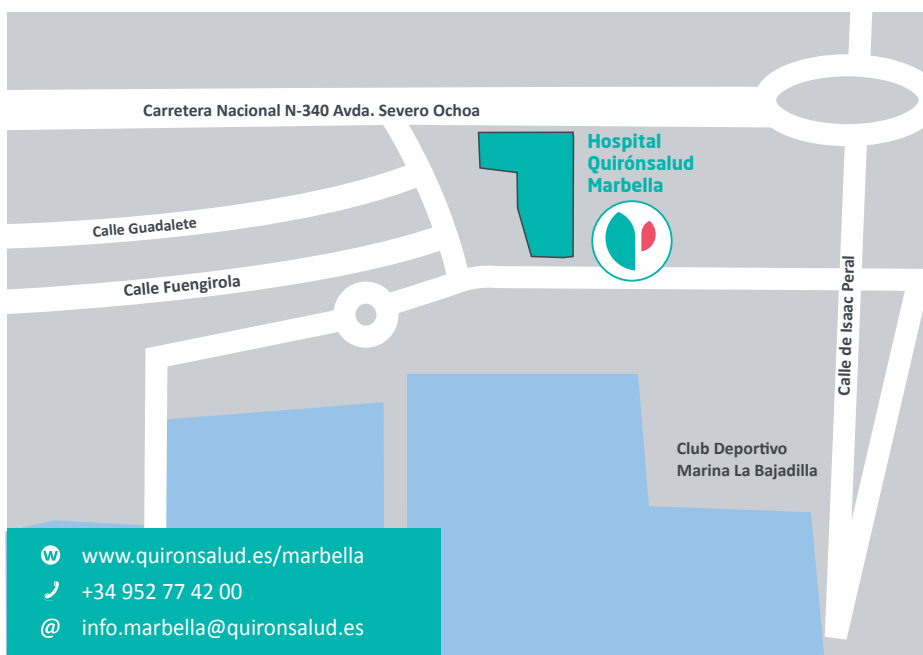 Carretera Nacional N-340 Avda. Severo Ochoa
Hospital
Quirónsalud
Marbella
Calle Guadalete
Calle Fuengirola
Calle de Isaac Peral
Club Deportivo
Marina La Bajadilla
W www.quironsalud.es/marbella
+34 952 77 42 00
@ info.marbella@quironsalud.es